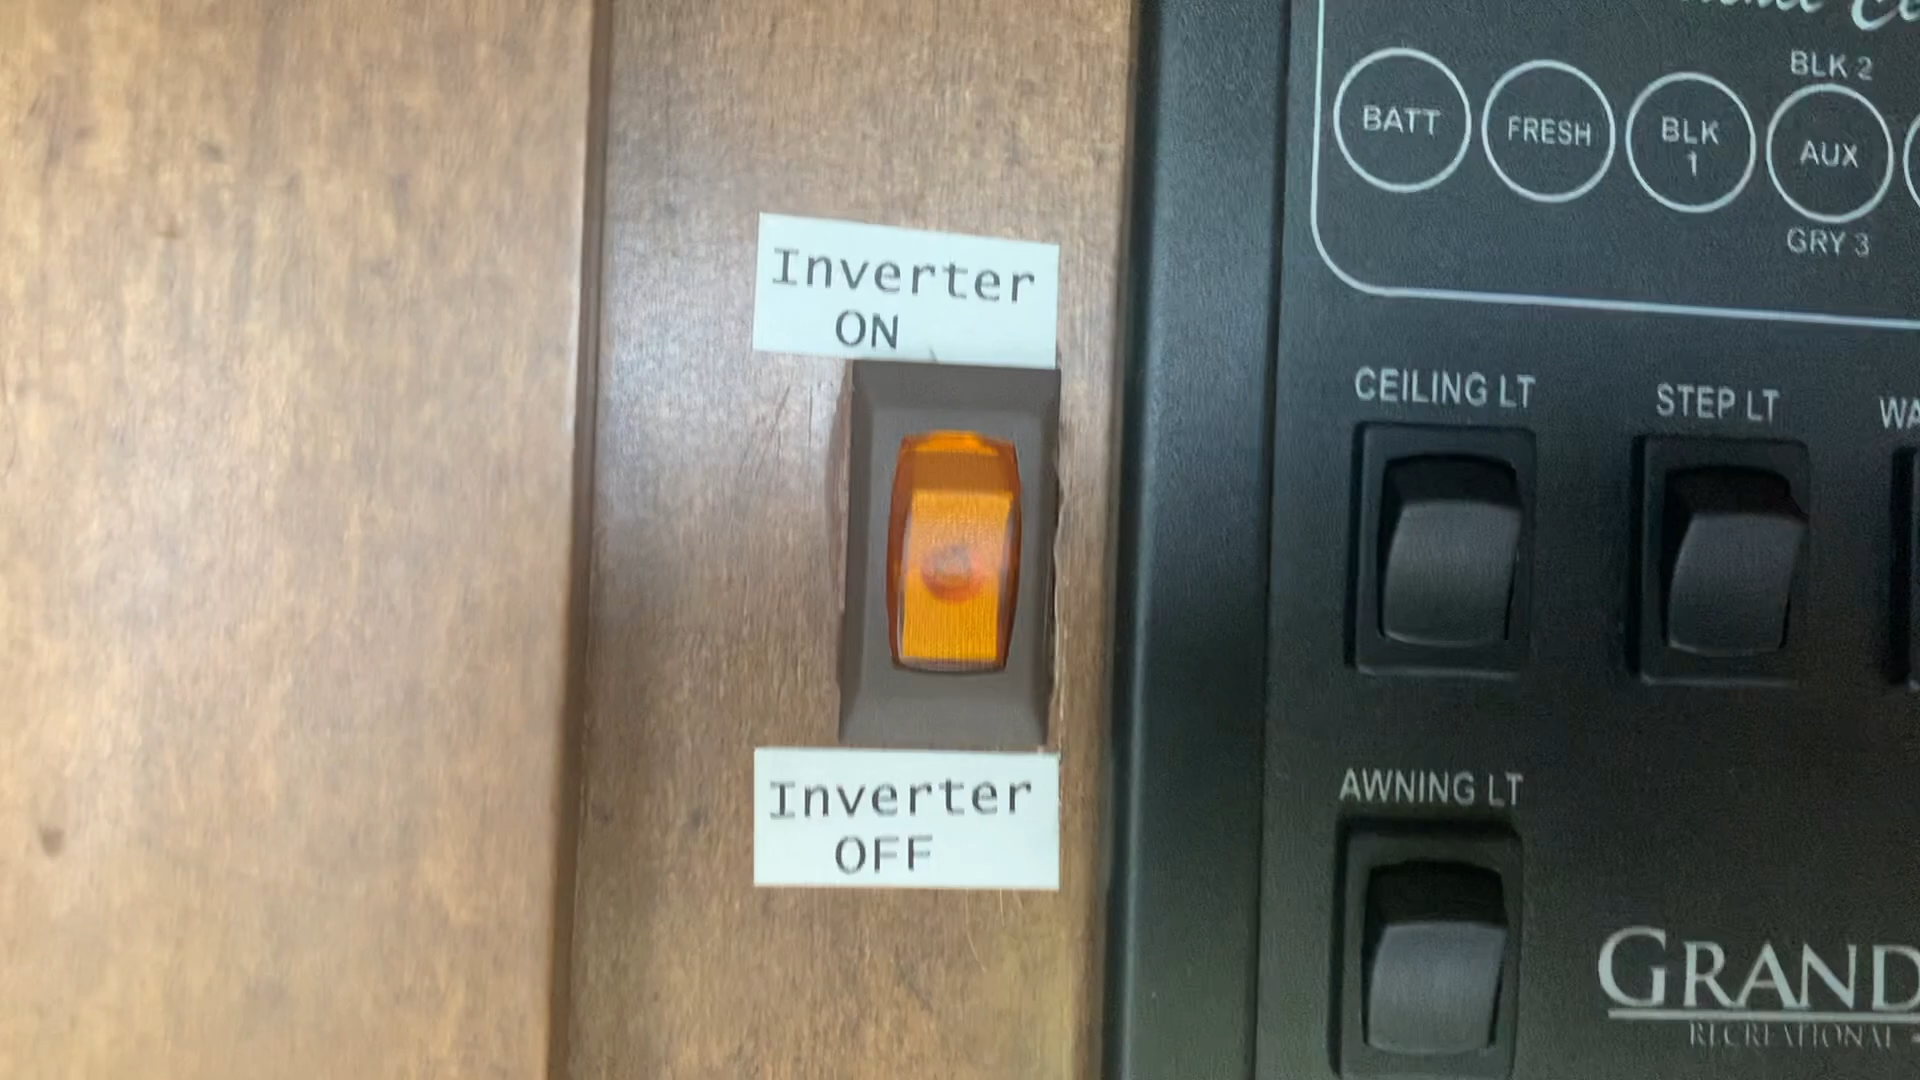 BLK 2
BATT
FRESH
BLK
1
AUX
GRY 3
Inverter
ON
CEILING LT
STEP LT
Inverter
OFF
AWNING LT
GRAND
RECREATIONAL